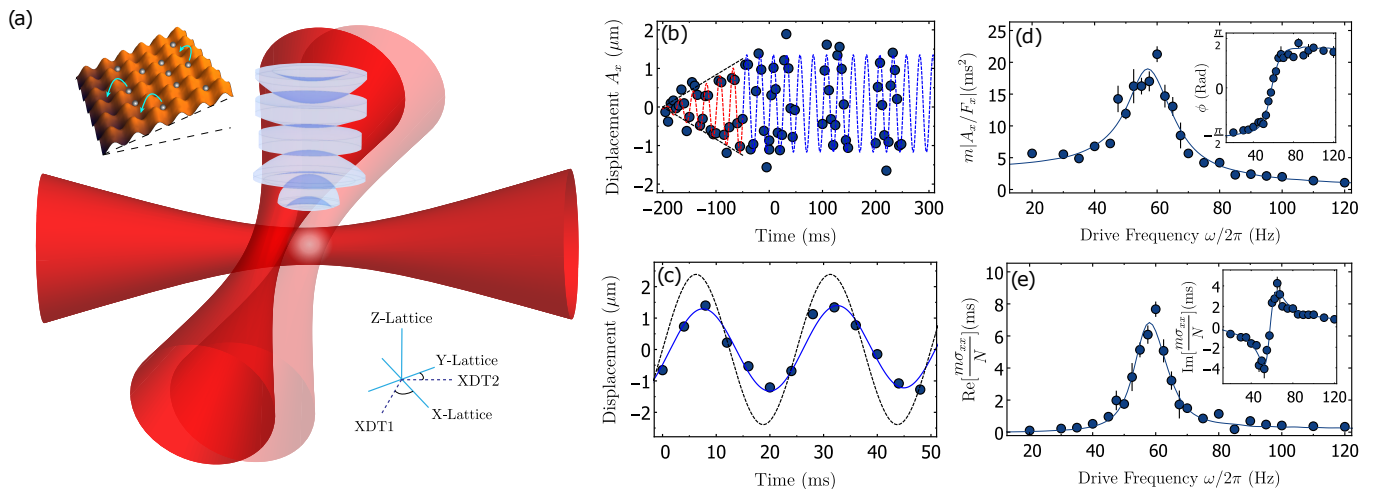 (a)
Z-Lattice
Y-Lattice
XDT2
X-Lattice
XDT1
(b)
Displacement A_x (μm)
2
1
0
-1
-2
-200 -100 0 100 200 300
Time (ms)
(c)
Displacement (μm)
2
1
0
-1
-2
0 10 20 30 40 50
Time (ms)
(d)
m|A_x/F_x|(ms²)
25
20
15
10
5
0
20 40 60 80 100 120
Drive Frequency ω/2π (Hz)
ϕ (Rad)
π/2
-π/2
40 80 120
(e)
Re[mσ_xx/N](ms)
10
8
6
4
2
0
20 40 60 80 100 120
Drive Frequency ω/2π (Hz)
Im[mσ_xx/N](ms)
4
2
0
-2
-4
40 80 120